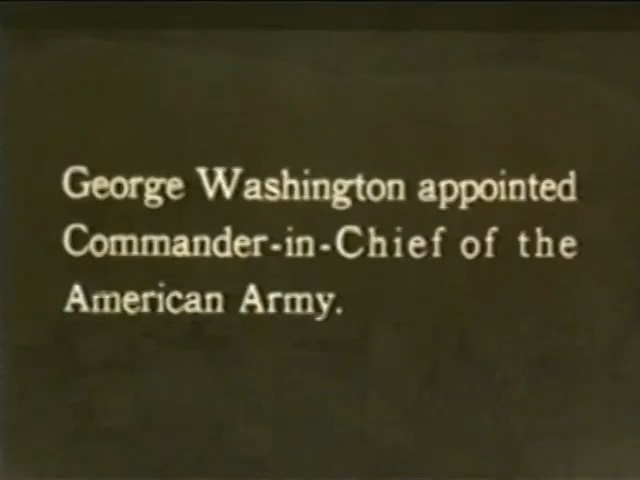 George Washington appointed
Commander-in-Chief of the
American Army.